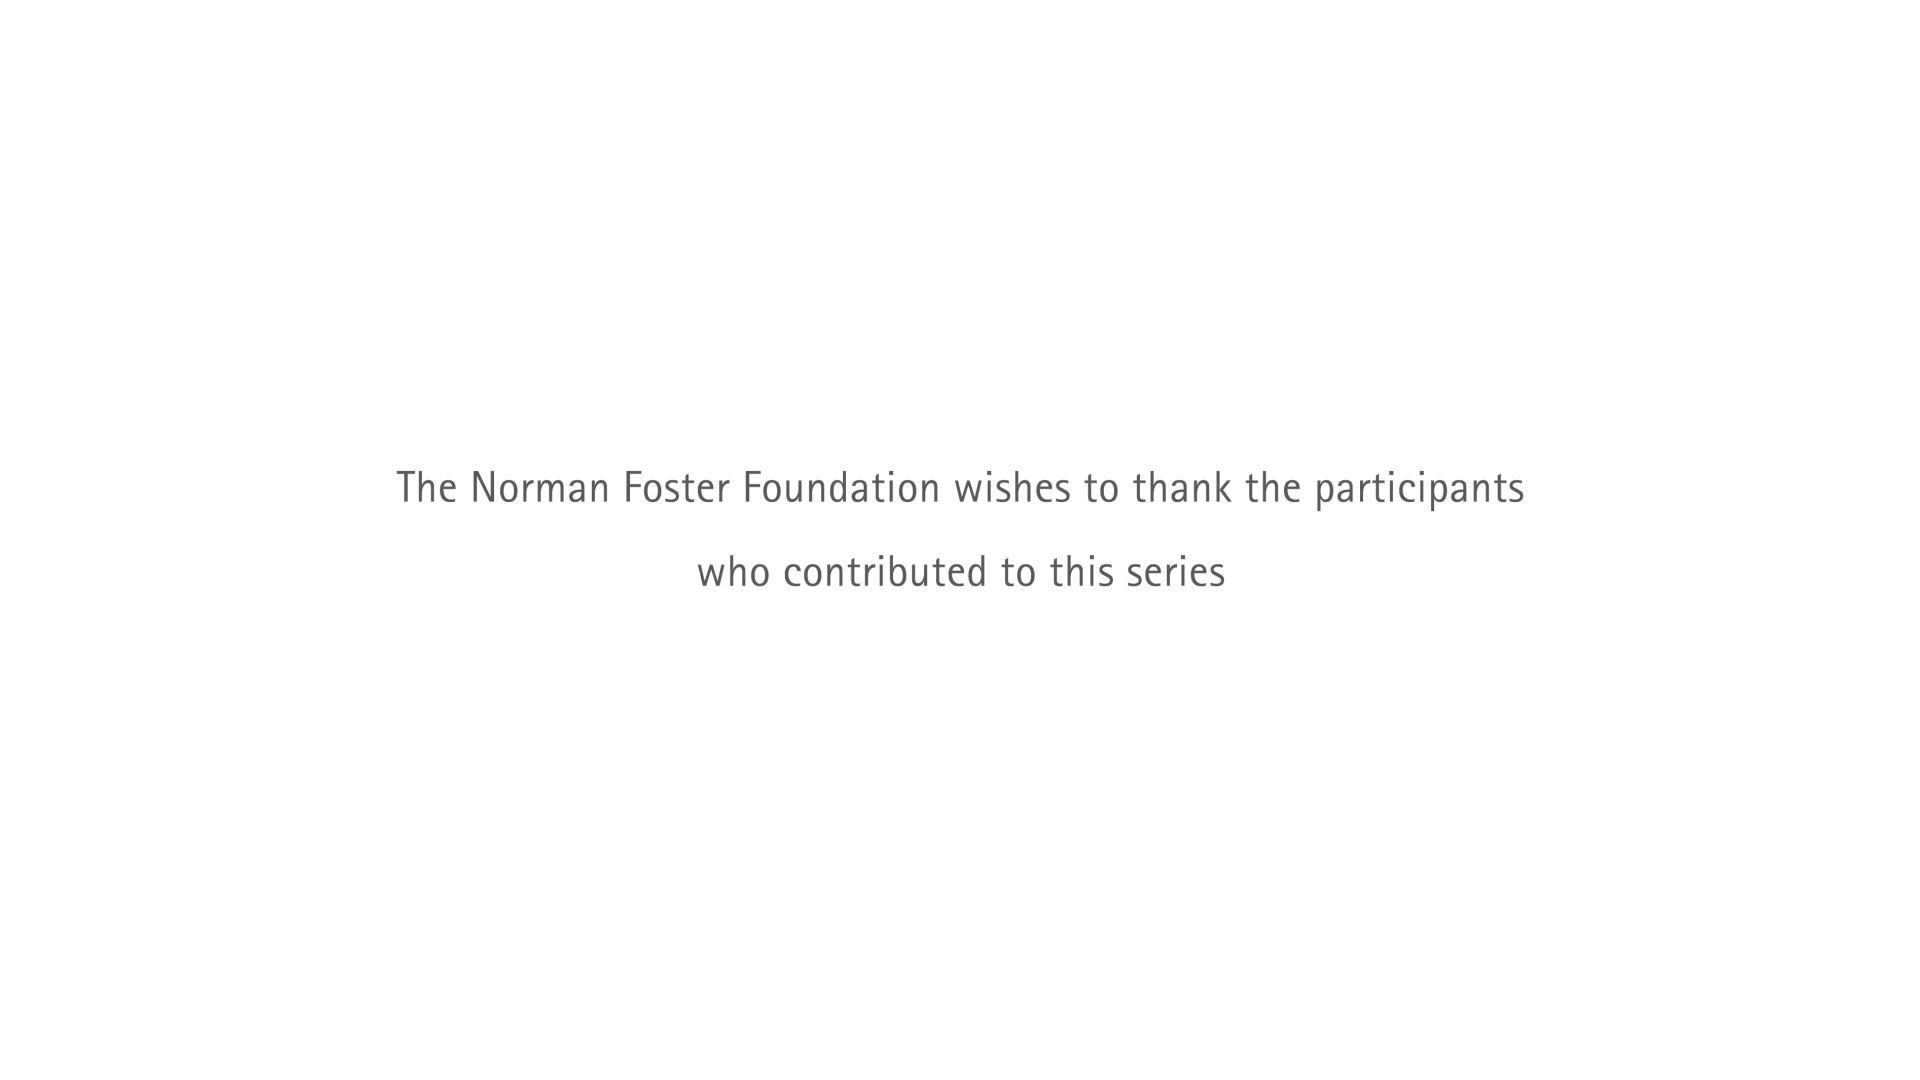 The Norman Foster Foundation wishes to thank the participants
who contributed to this series